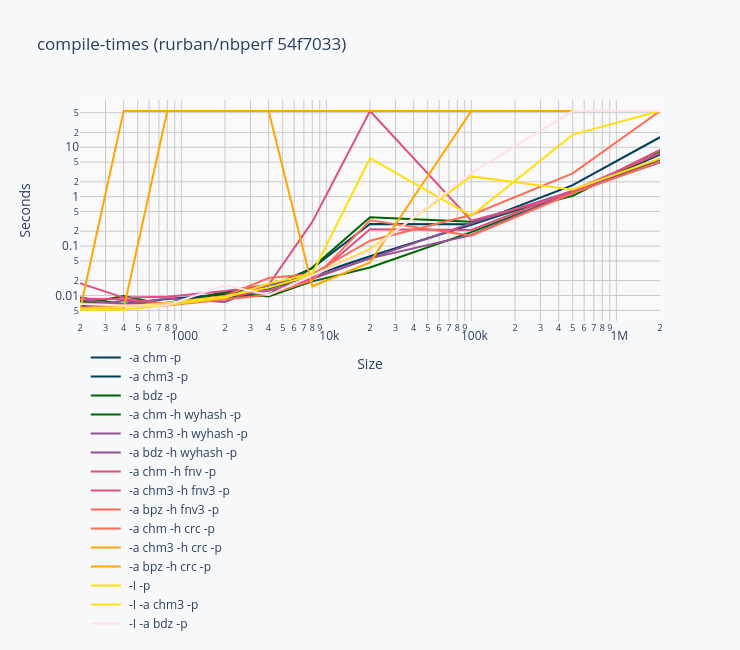 compile-times (rurban/nbperf 54f7033)
Seconds
5
2
10
5
2
1
5
2
0.1
5
2
0.01
5
2 3 4 5 6 7 8 9 1000 2 3 4 5 6 7 8 9 10k 2 3 4 5 6 7 8 9 100k 2 3 4 5 6 7 8 9 1M 2
Size
-a chm -p
-a chm3 -p
-a bdz -p
-a chm -h wyhash -p
-a chm3 -h wyhash -p
-a bdz -h wyhash -p
-a chm -h fnv -p
-a chm3 -h fnv3 -p
-a bpz -h fnv3 -p
-a chm -h crc -p
-a chm3 -h crc -p
-a bpz -h crc -p
-I -p
-I -a chm3 -p
-I -a bdz -p